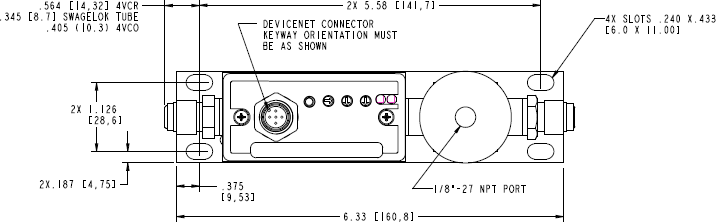 .564 [14,32] 4VCR
.345 [8.7] SWAGELOK TUBE
.405 (10.3) 4VCO
2X 5.58 [141,7]
DEVICENET CONNECTOR
KEYWAY ORIENTATION MUST
BE AS SHOWN
4X SLOTS .240 X.433
[6.0 X 11.00]
2X 1.126
[28,6]
2X.187 [4,75]
.375
[9,53]
1/8"-27 NPT PORT
6.33 [160,8]